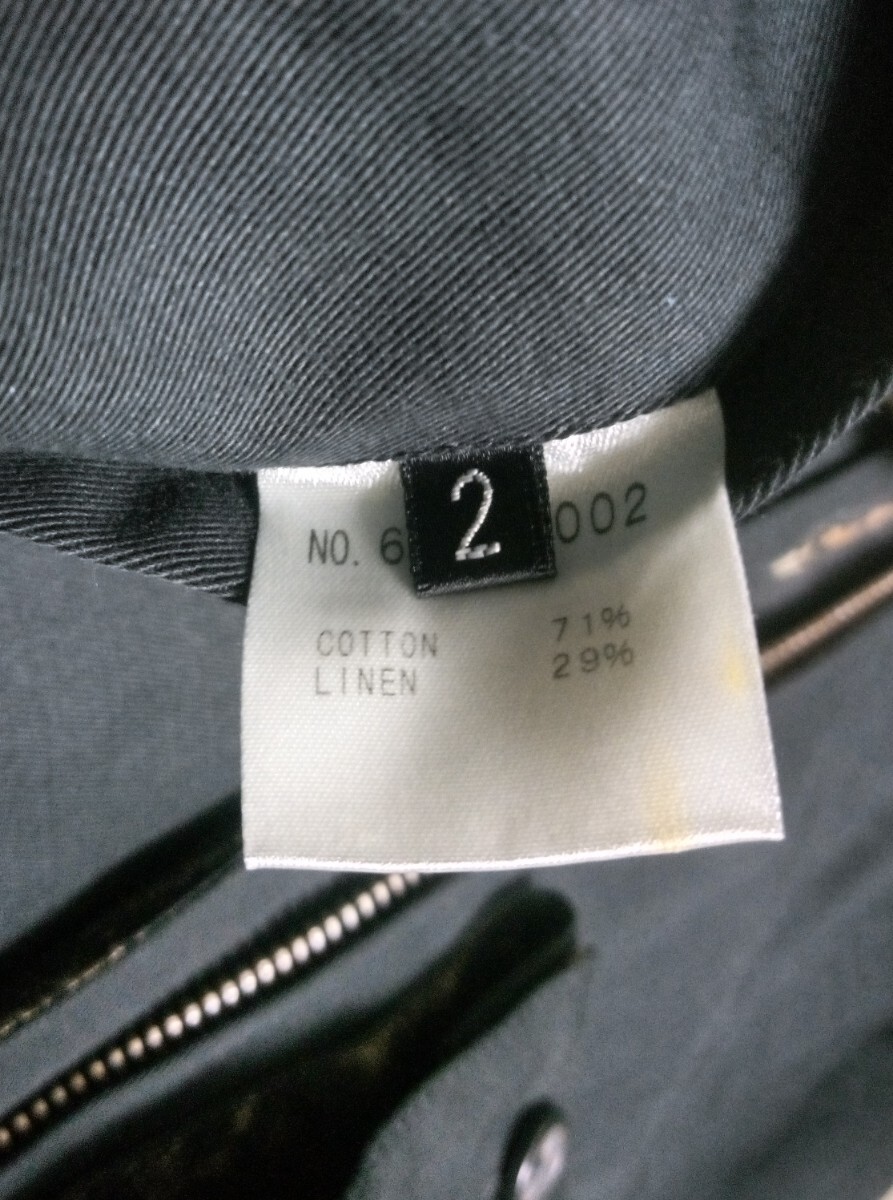 NO. 6 2 002
COTTON 71%
LINEN 29%